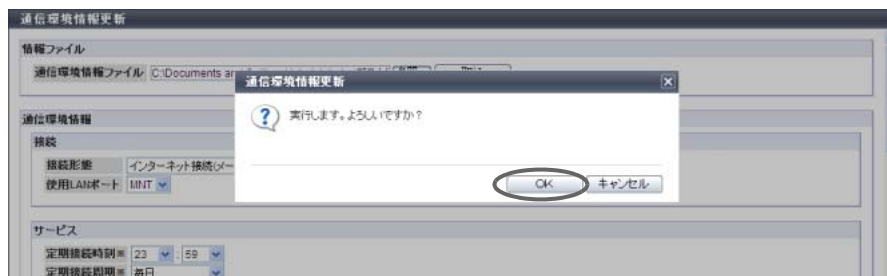 通信環境情報更新
情報ファイル
通信環境情報ファイル C:\Documents an
通信環境情報更新
実行します。よろしいですか？
OK キャンセル
通信環境情報
接続
接続形態 インターネット接続(メー
使用LANポート MNT
サービス
定期接続時刻※ 23 : 59
定期接続周期※ 毎日